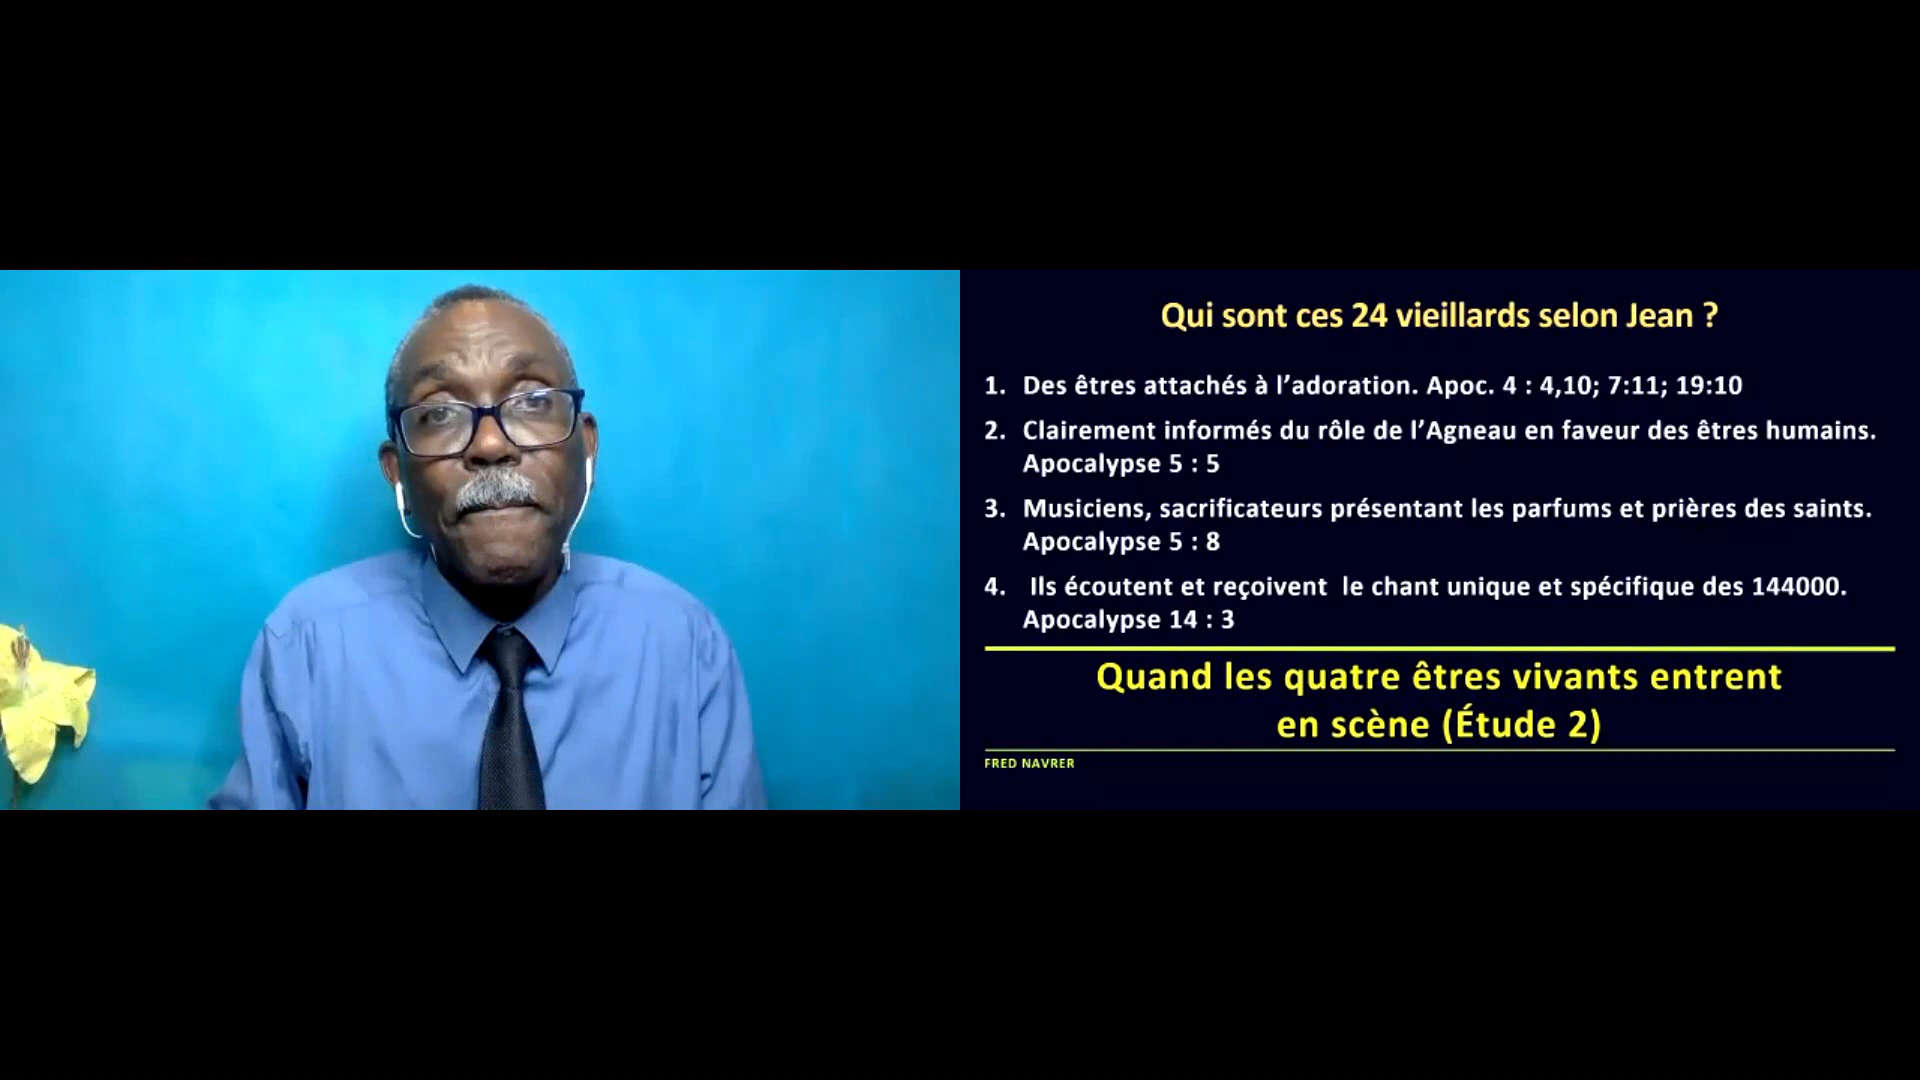 Qui sont ces 24 vieillards selon Jean ?
1. Des êtres attachés à l’adoration. Apoc. 4 : 4,10; 7:11; 19:10
2. Clairement informés du rôle de l’Agneau en faveur des êtres humains.
Apocalypse 5 : 5
3. Musiciens, sacrificateurs présentant les parfums et prières des saints.
Apocalypse 5 : 8
4. Ils écoutent et reçoivent le chant unique et spécifique des 144000.
Apocalypse 14 : 3
Quand les quatre êtres vivants entrent
en scène (Étude 2)
FRED NAVRER